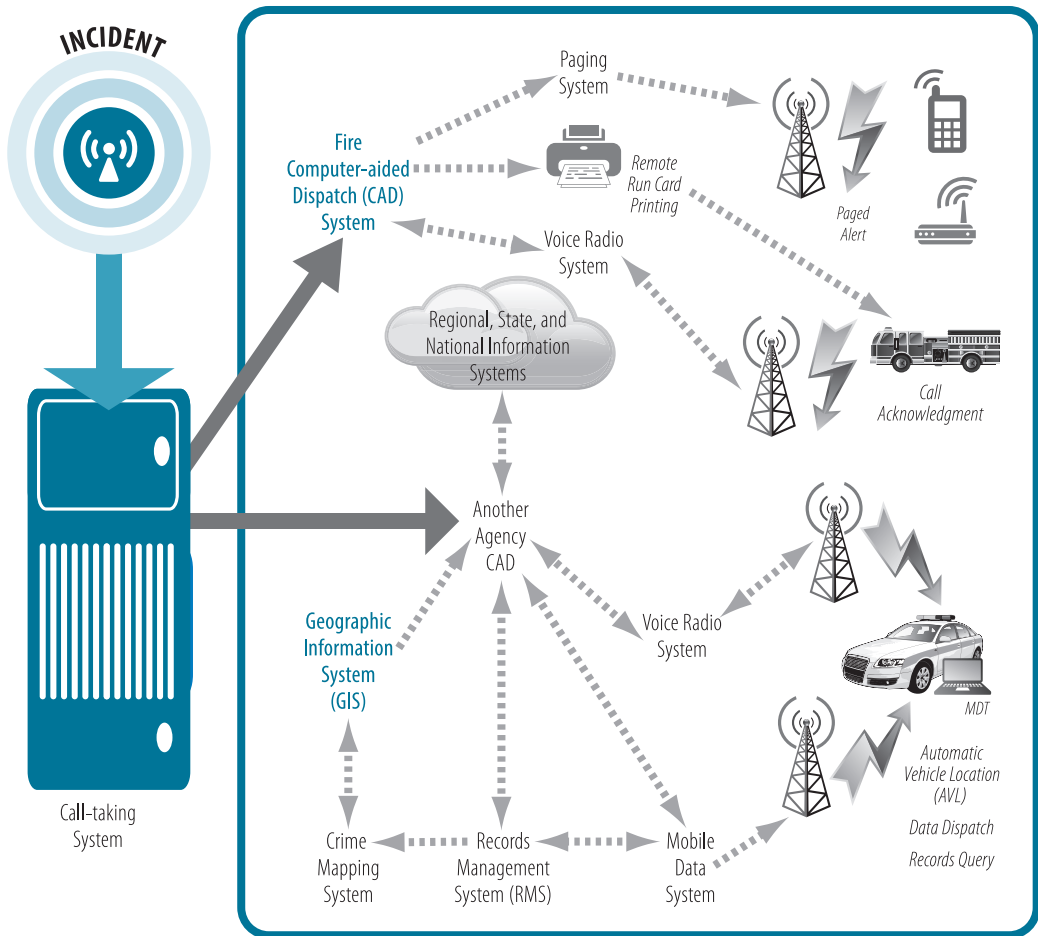 INCIDENT
Call-taking
System
Fire
Computer-aided
Dispatch (CAD)
System
Paging
System
Remote
Run Card
Printing
Paged
Alert
Voice Radio
System
Regional, State, and
National Information
Systems
Call
Acknowledgment
Another
Agency
CAD
Geographic
Information
System
(GIS)
Voice Radio
System
MDT
Automatic
Vehicle Location
(AVL)
Data Dispatch
Records Query
Crime
Mapping
System
Records
Management
System (RMS)
Mobile
Data
System